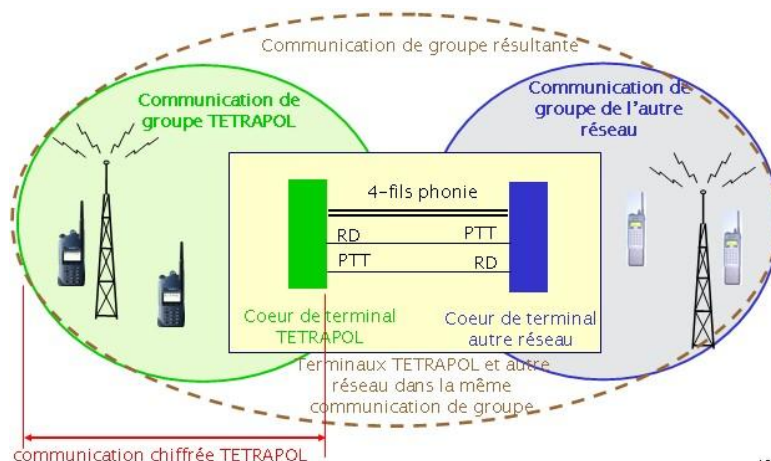 Communication de groupe résultante
Communication de
groupe TETRAPOL
Communication de
groupe de l'autre
réseau
4-fils phonie
RD
PTT
PTT
RD
Coeur de terminal
TETRAPOL
Coeur de terminal
autre réseau
Terminaux TETRAPOL et autre
réseau dans la même
communication de groupe
communication chiffrée TETRAPOL